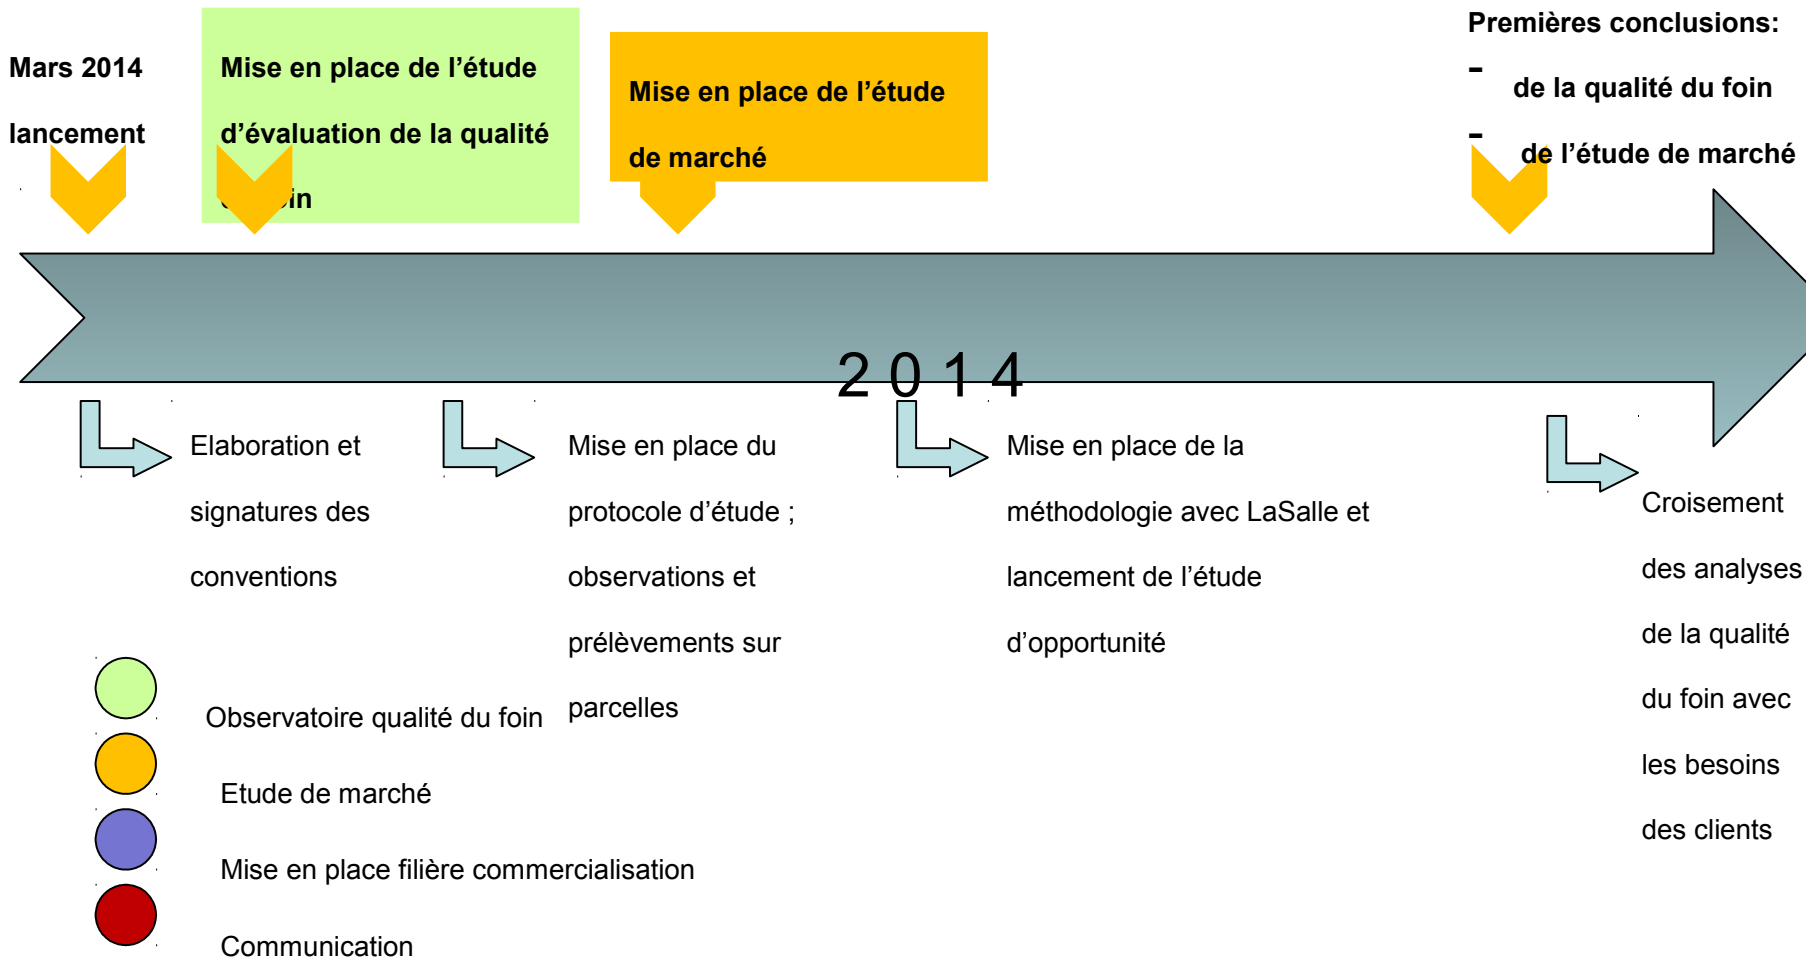 Mars 2014
lancement
Mise en place de l’étude
d’évaluation de la qualité
in
Mise en place de l’étude
de marché
Premières conclusions:
- de la qualité du foin
- de l’étude de marché
2 0 1 4
Elaboration et
signatures des
conventions
Mise en place du
protocole d’étude ;
observations et
prélèvements sur
parcelles
Mise en place de la
méthodologie avec LaSalle et
lancement de l’étude
d’opportunité
Croisement
des analyses
de la qualité
du foin avec
les besoins
des clients
Observatoire qualité du foin
Etude de marché
Mise en place filière commercialisation
Communication